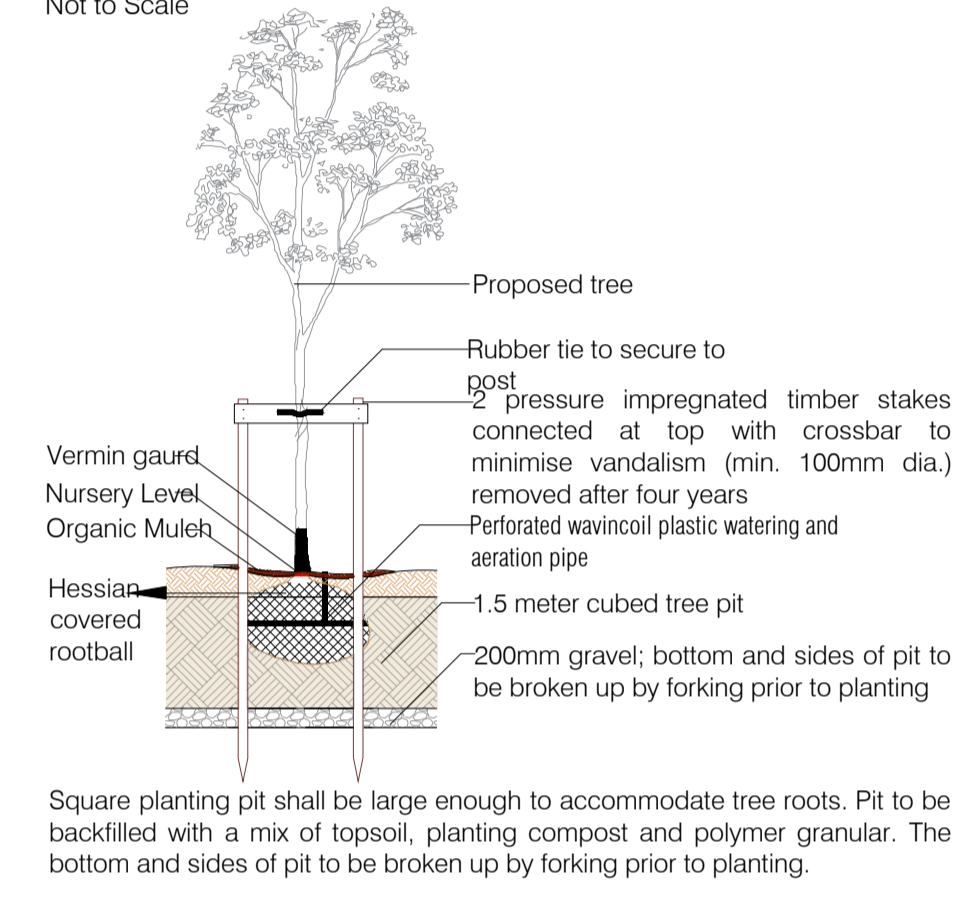 Not to Scale
Proposed tree
Rubber tie to secure to
post
2 pressure impregnated timber stakes
connected at top with crossbar to
minimise vandalism (min. 100mm dia.)
removed after four years
Vermin gaurd
Nursery Level
Organic Mulch
Perforated wavincoil plastic watering and
aeration pipe
Hessian
covered
rootball
1.5 meter cubed tree pit
200mm gravel; bottom and sides of pit to
be broken up by forking prior to planting
Square planting pit shall be large enough to accommodate tree roots. Pit to be
backfilled with a mix of topsoil, planting compost and polymer granular. The
bottom and sides of pit to be broken up by forking prior to planting.